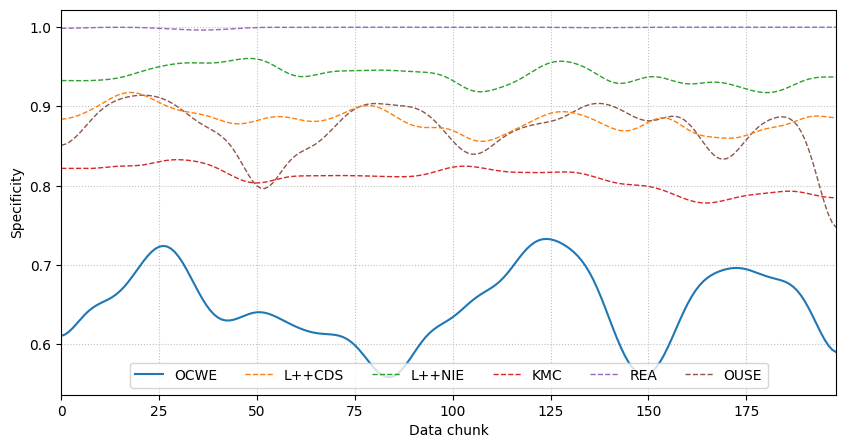 Specificity
1.0
0.9
0.8
0.7
0.6
OCWE L++CDS L++NIE KMC REA OUSE
0 25 50 75 100 125 150 175
Data chunk